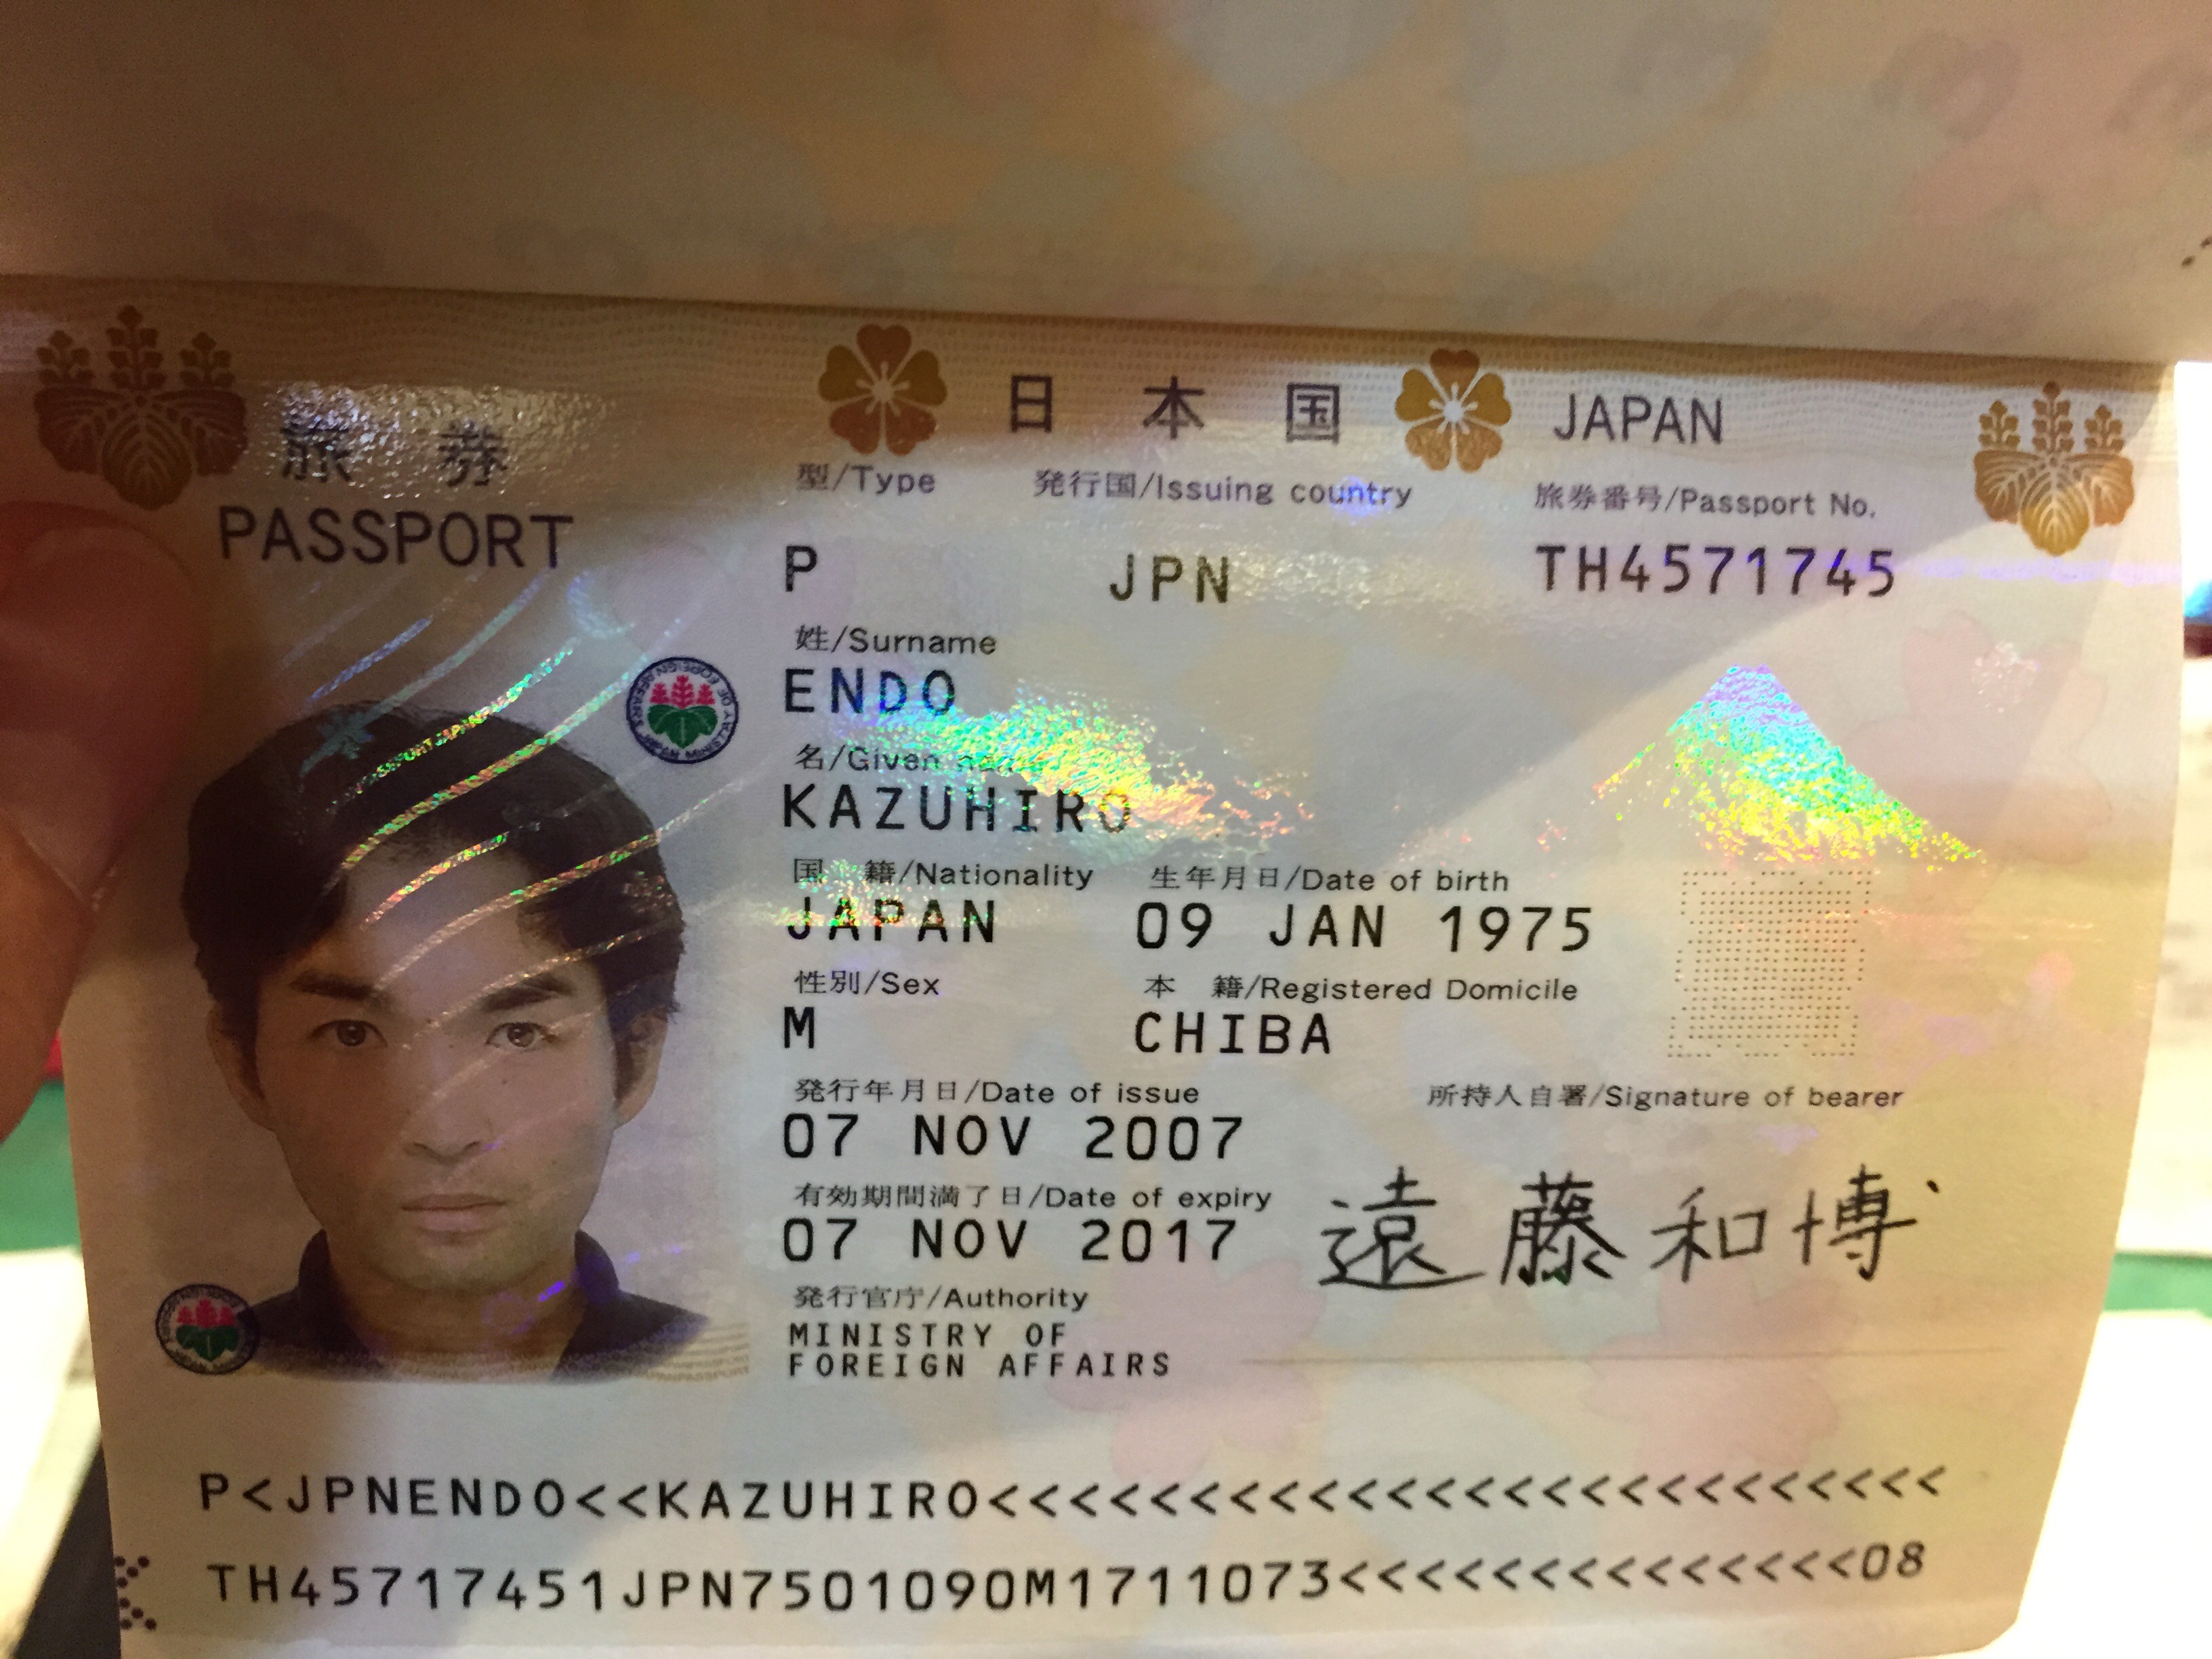 旅 券
PASSPORT
日 本 国 JAPAN
型/Type 発行国/Issuing country 旅券番号/Passport No.
P JPN TH4571745
姓/Surname
ENDO
名/Given
KAZUHIRO
国 籍/Nationality 生年月日/Date of birth
JAPAN 09 JAN 1975
性別/Sex 本 籍/Registered Domicile
M CHIBA
発行年月日/Date of issue 所持人自署/Signature of bearer
07 NOV 2007
有効期間満了日/Date of expiry
07 NOV 2017 遠藤和博
発行官庁/Authority
MINISTRY OF
FOREIGN AFFAIRS
P<JPNENDO<<KAZUHIRO<<<<<<<<<<<<<<<<<<<<<<<<
TH45717451JPN7501090M1711073<<<<<<<<<<<<<<08